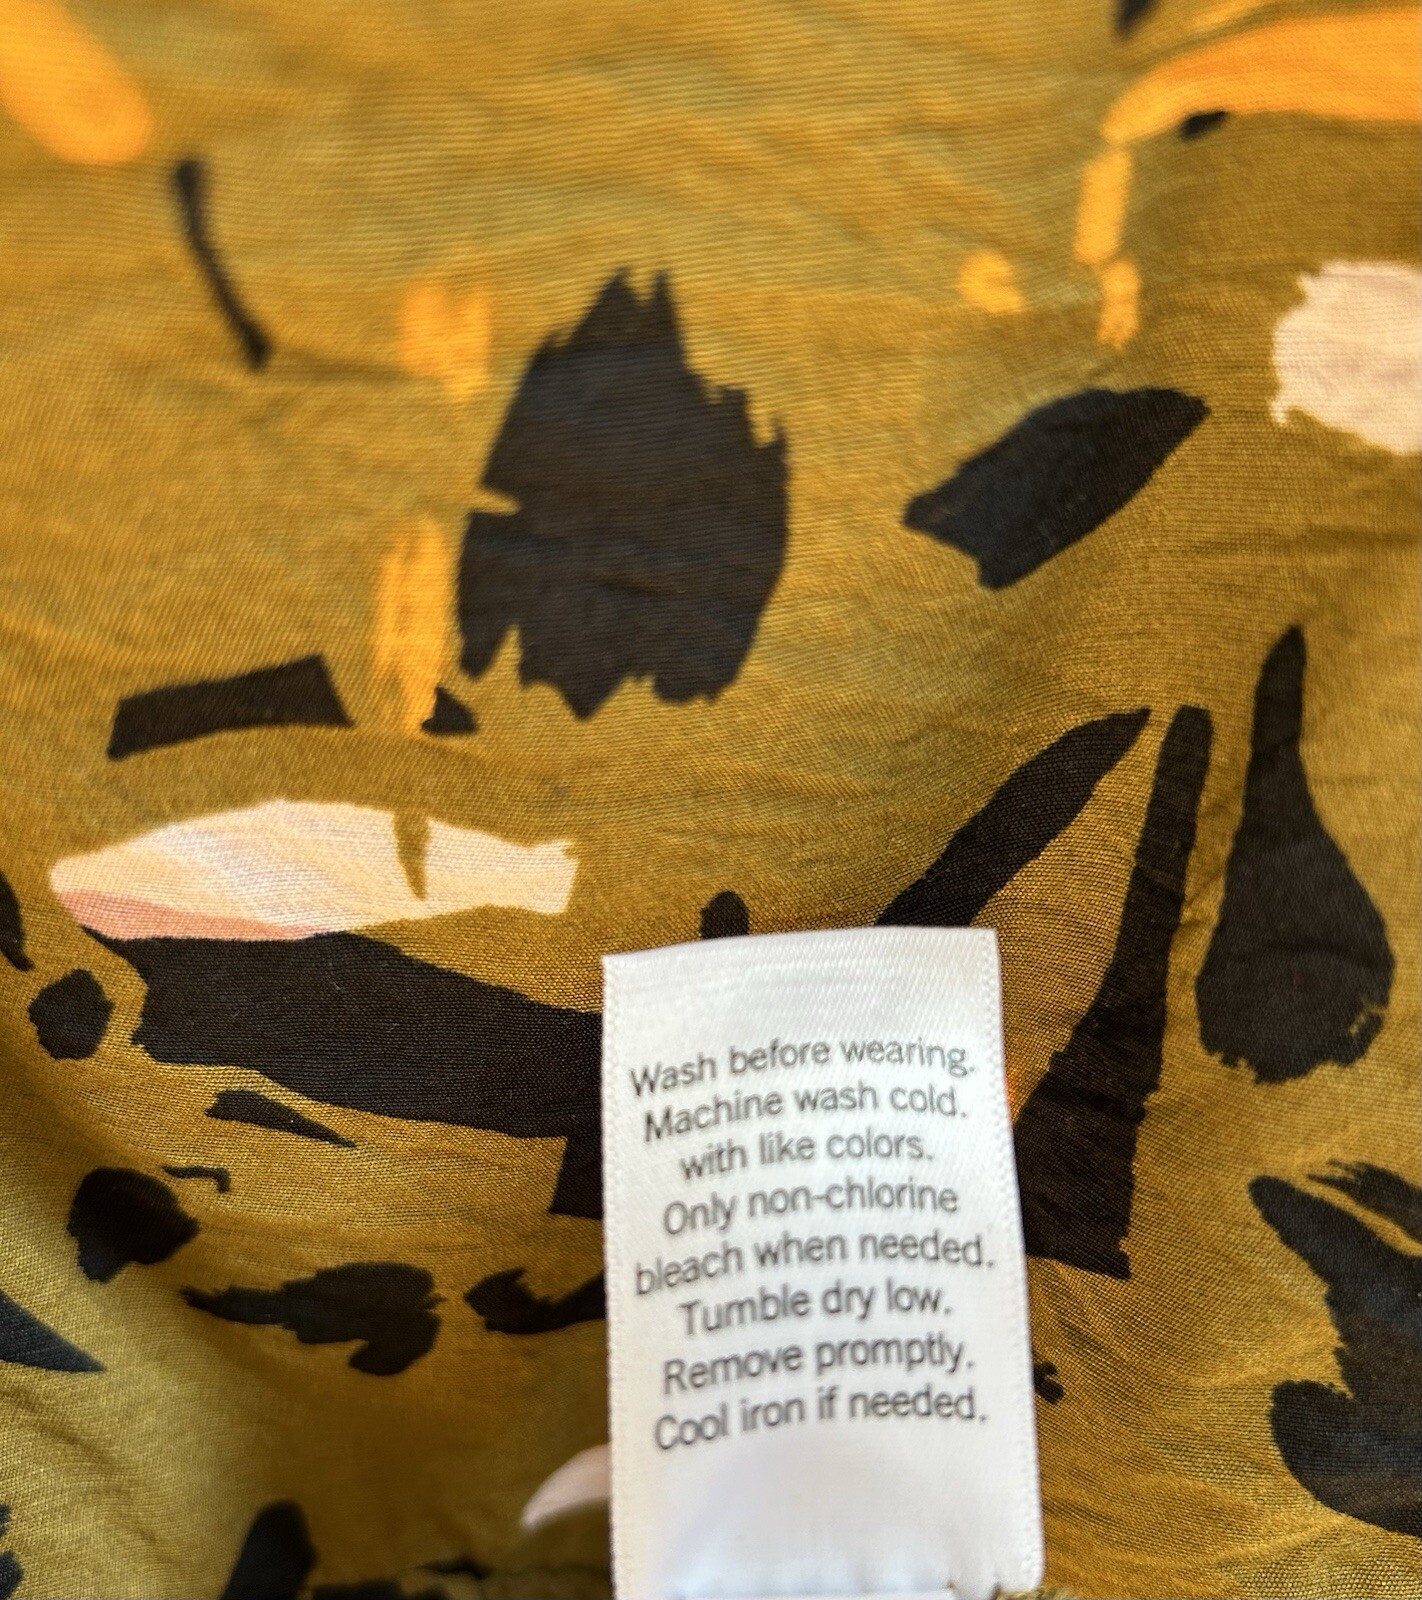 Wash before wearing.
Machine wash cold.
with like colors.
Only non-chlorine
bleach when needed.
Tumble dry low.
Remove promptly.
Cool iron if needed.